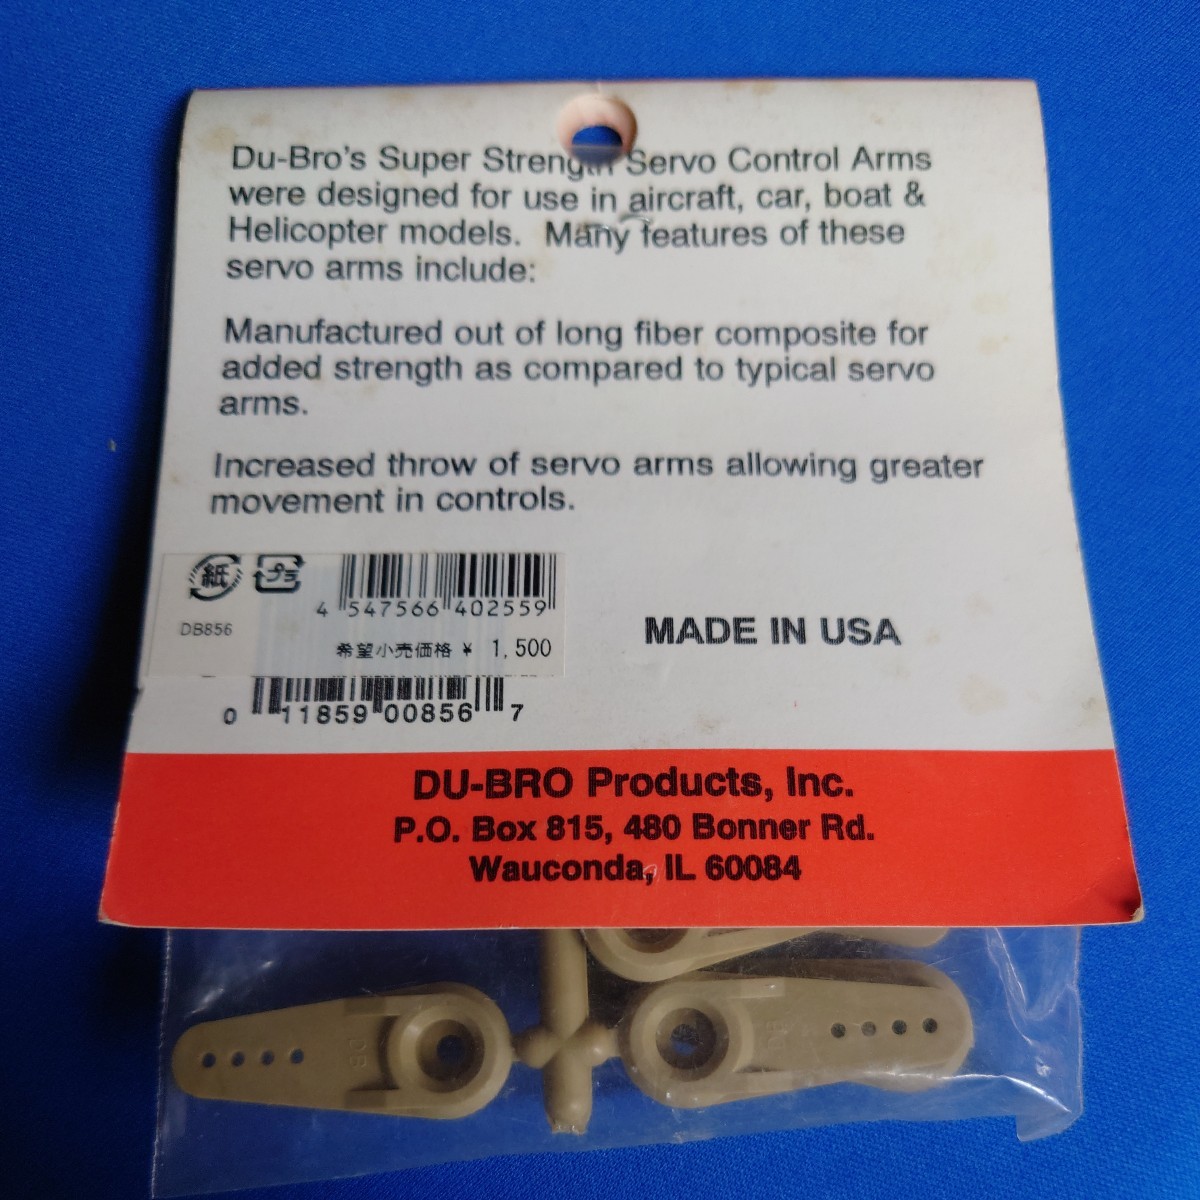 Du-Bro's Super Strength Servo Control Arms
were designed for use in aircraft, car, boat &
Helicopter models. Many features of these
servo arms include:
Manufactured out of long fiber composite for
added strength as compared to typical servo
arms.
Increased throw of servo arms allowing greater
movement in controls.
紙 プラ
4 547566 402559
DB856
希望小売価格 ¥ 1,500
MADE IN USA
0 11859 00856 7
DU-BRO Products, Inc.
P.O. Box 815, 480 Bonner Rd.
Wauconda, IL 60084
DB
DB